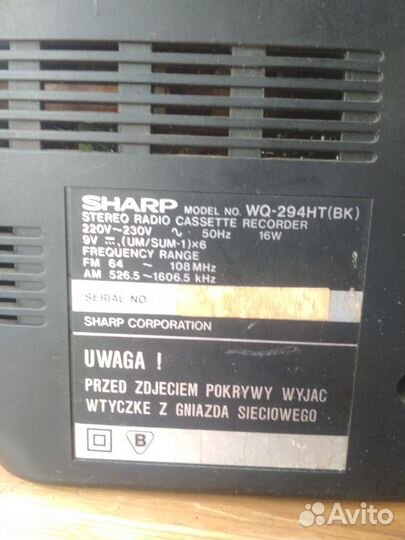 SHARP MODEL NO. WQ-294HT(BK)
STEREO RADIO CASSETTE RECORDER
220V~230V ∿ 50Hz 16W
9V ⎓, (UM/SUM-1)×6
FREQUENCY RANGE
FM 64 ~ 108 MHz
AM 526.5~1606.5 kHz
SERIAL NO.
SHARP CORPORATION
UWAGA !
PRZED ZDJECIEM POKRYWY WYJAC
WTYCZKE Z GNIAZDA SIECIOWEGO
B
Avito